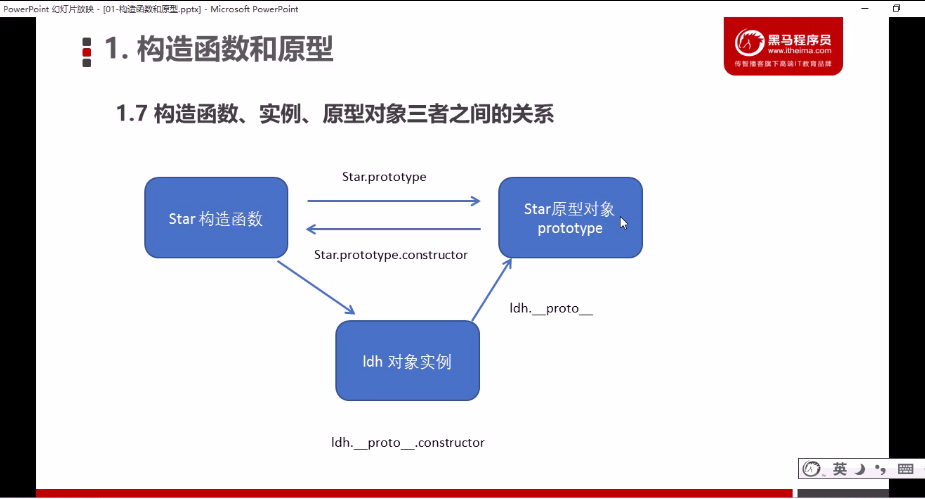 PowerPoint 幻灯片放映 - [01-构造函数和原型.pptx] - Microsoft PowerPoint
1. 构造函数和原型
黑马程序员
www.itheima.com
传智播客旗下高端IT教育品牌
1.7 构造函数、实例、原型对象三者之间的关系
Star.prototype
Star 构造函数
Star原型对象
prototype
Star.prototype.constructor
ldh.__proto__
ldh 对象实例
ldh.__proto__.constructor
英